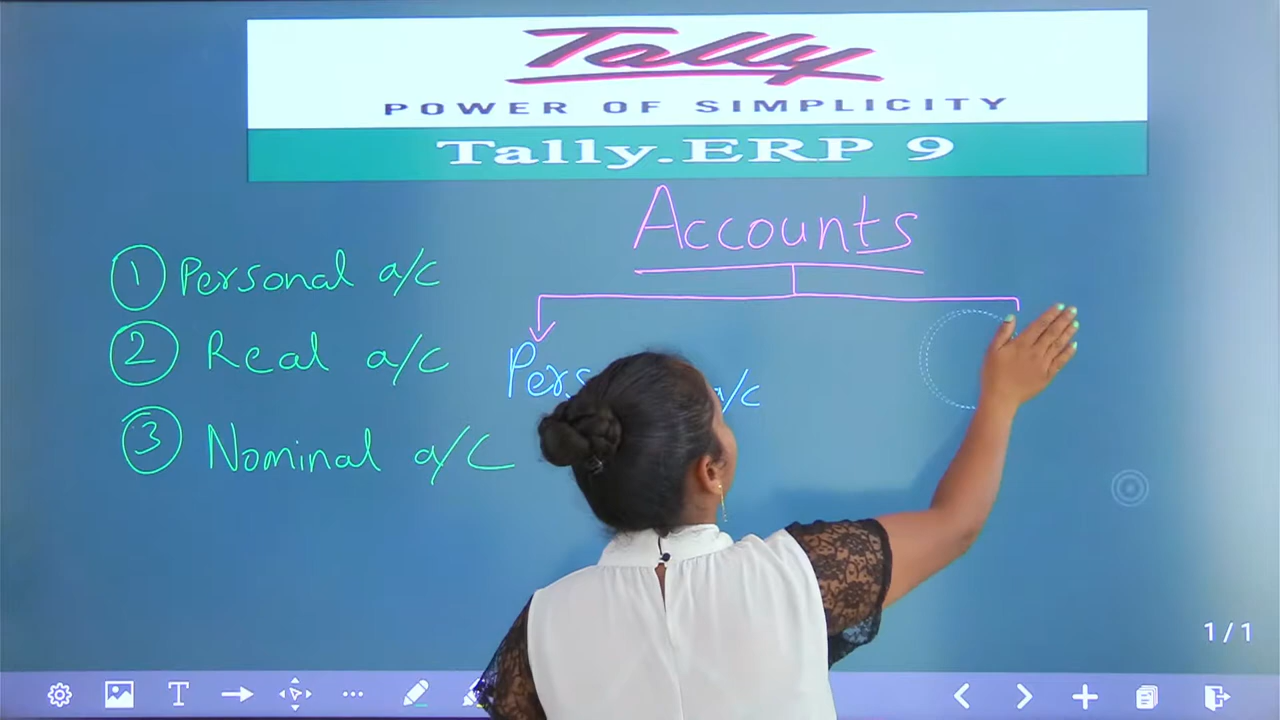 Tally
POWER OF SIMPLICITY
Tally.ERP 9
Accounts
1 Personal a/c
2 Real a/c
3 Nominal a/c
a/c
1/1
T